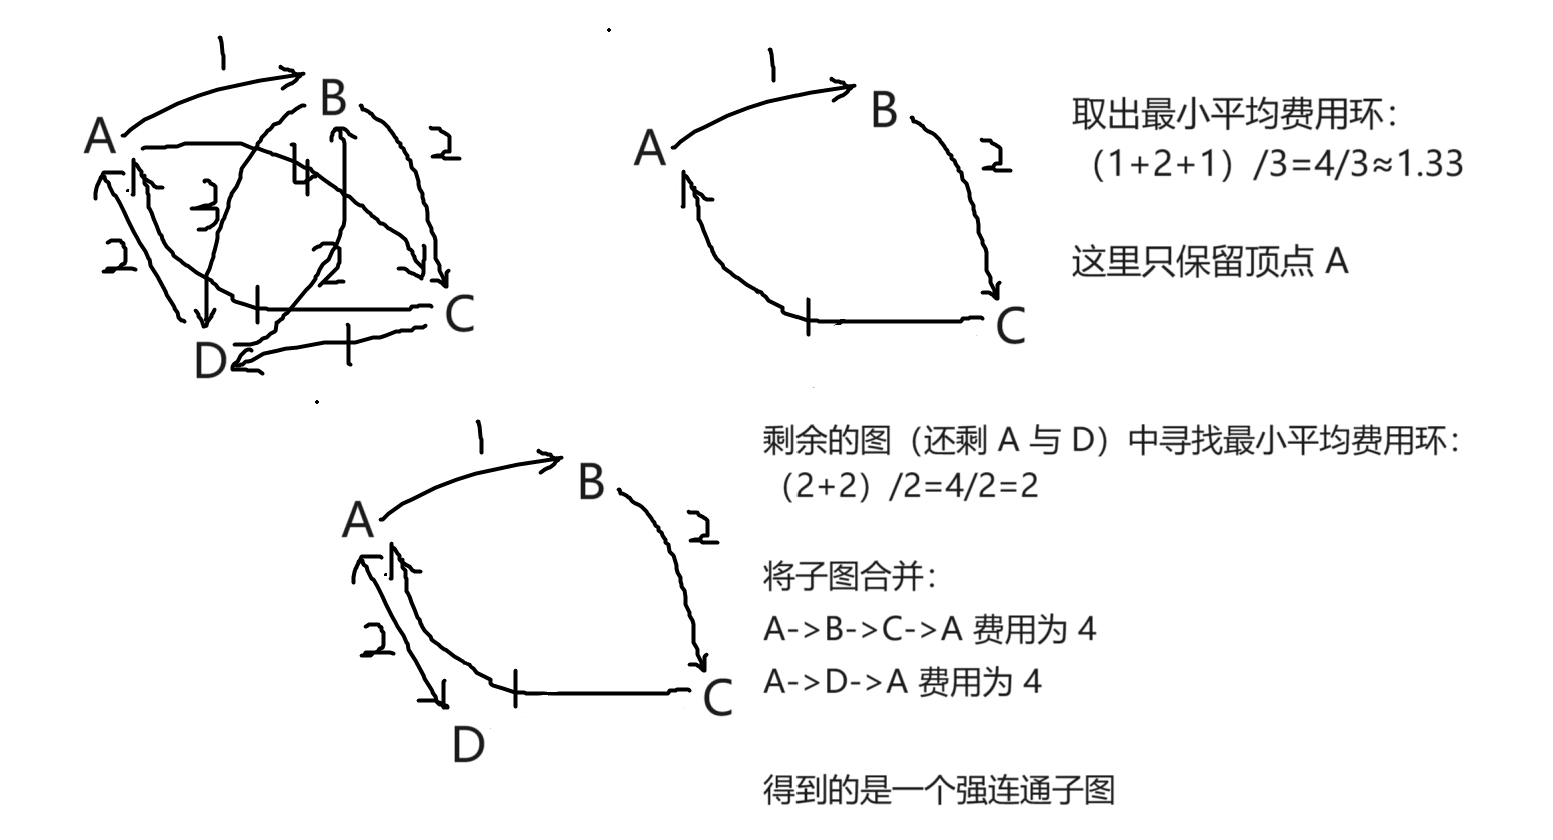 1
B
A
2
4
3
2
2
1
C
1
D
1
B
A
2
1
C
取出最小平均费用环：
（1+2+1）/3=4/3≈1.33
这里只保留顶点 A
1
B
A
2
2
1
C
D
剩余的图（还剩 A 与 D）中寻找最小平均费用环：
（2+2）/2=4/2=2
将子图合并：
A->B->C->A 费用为 4
A->D->A 费用为 4
得到的是一个强连通子图